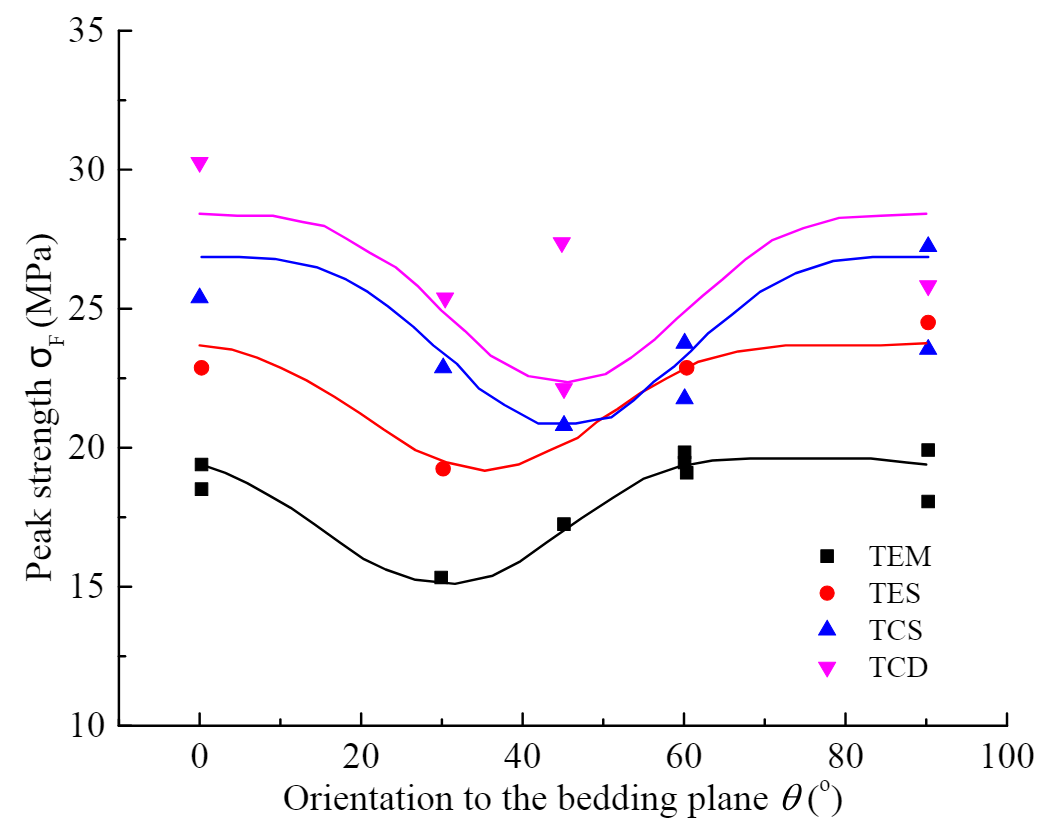 35
30
25
20
15
10
Peak strength σF (MPa)
TEM
TES
TCS
TCD
0 20 40 60 80 100
Orientation to the bedding plane θ (°)